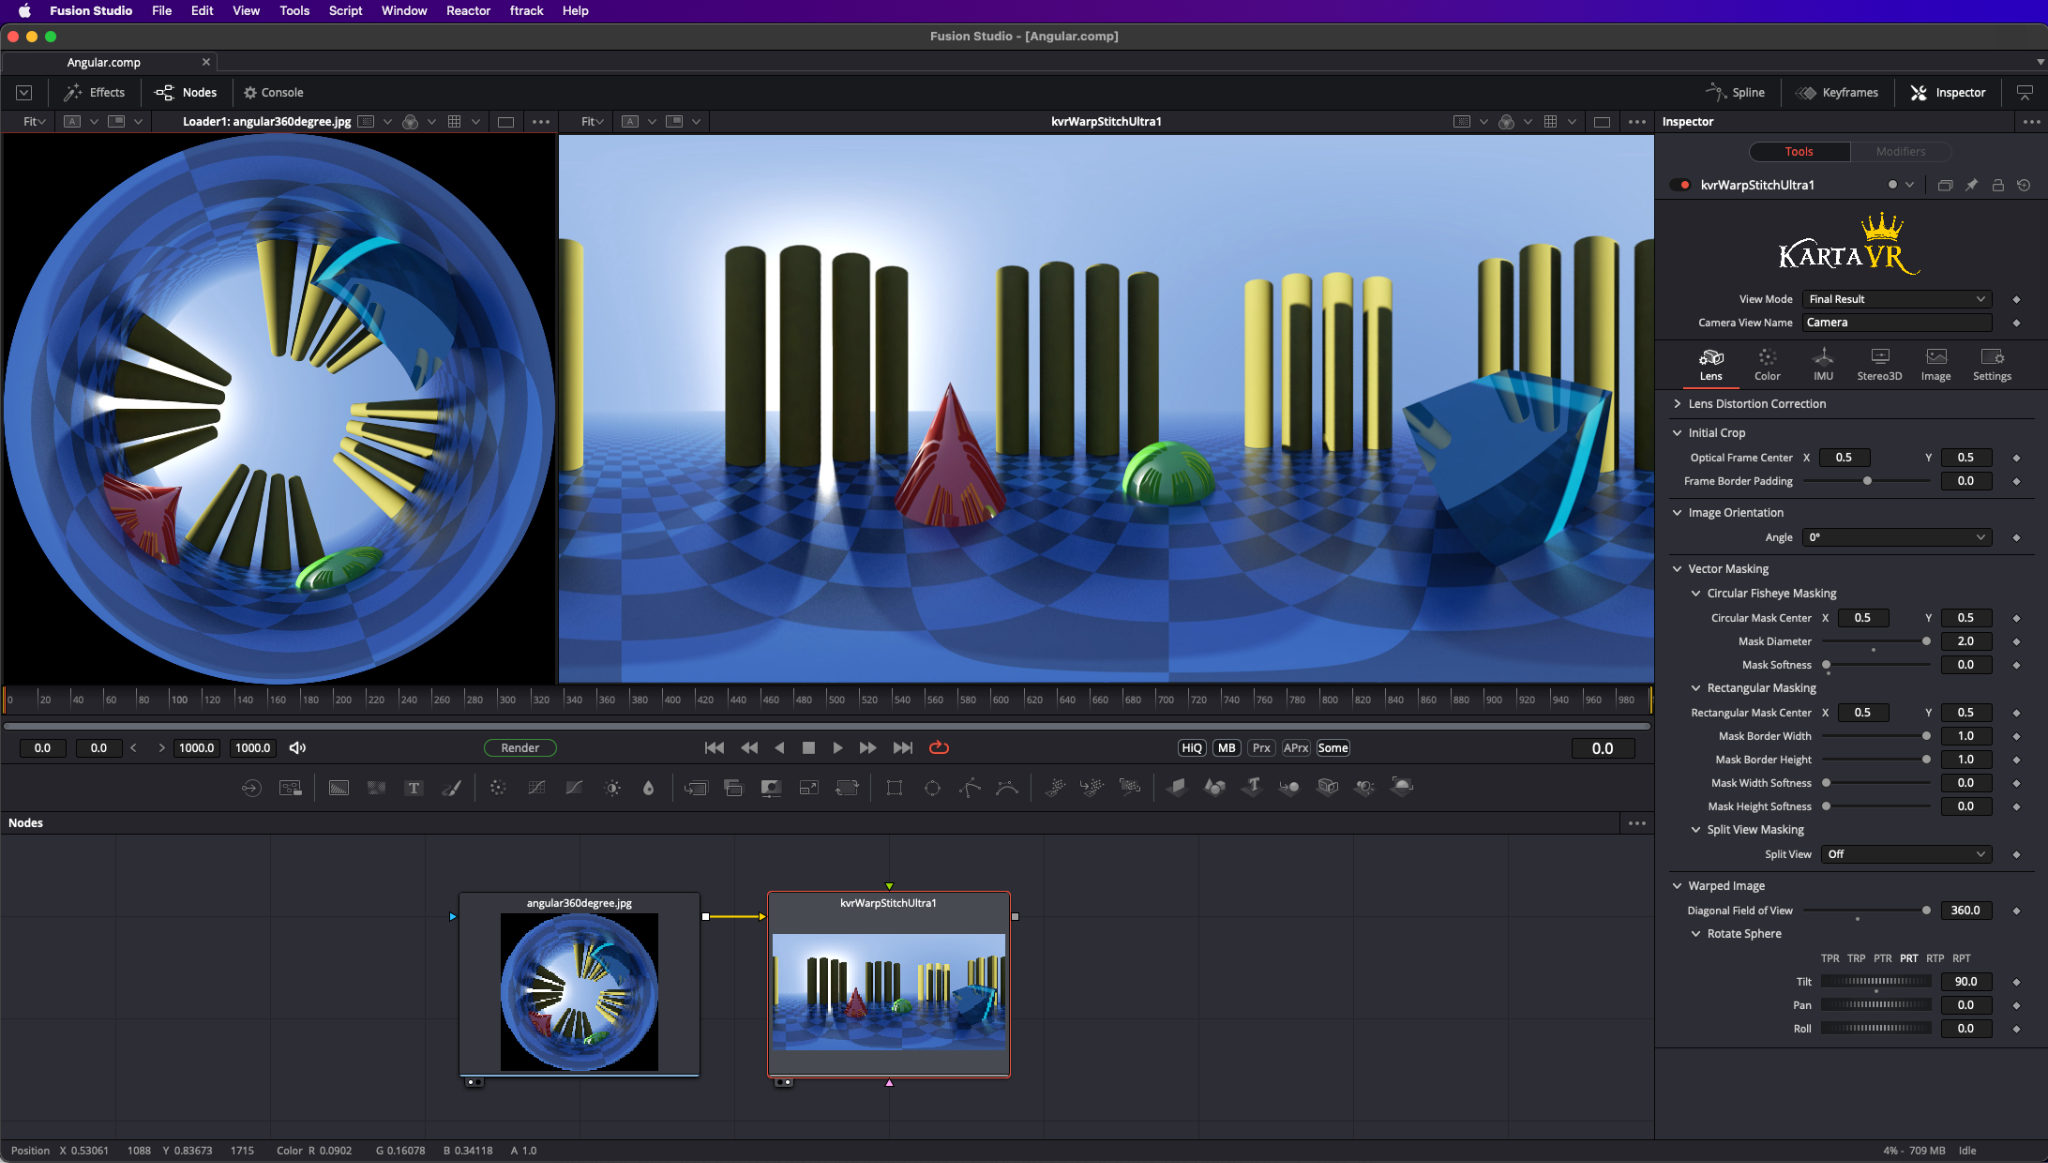 Fusion Studio File Edit View Tools Script Window Reactor ftrack Help
Fusion Studio - [Angular.comp]
Angular.comp
Effects Nodes Console Spline Keyframes Inspector
Fit A Loader1: angular360degree.jpg Fit A kvrWarpStitchUltra1
Inspector
Tools Modifiers
kvrWarpStitchUltra1
KARTAVR
View Mode Final Result
Camera View Name Camera
Lens Color IMU Stereo3D Image Settings
Lens Distortion Correction
Initial Crop
Optical Frame Center X 0.5 Y 0.5
Frame Border Padding 0.0
Image Orientation
Angle 0°
Vector Masking
Circular Fisheye Masking
Circular Mask Center X 0.5 Y 0.5
Mask Diameter 2.0
Mask Softness 0.0
Rectangular Masking
Rectangular Mask Center X 0.5 Y 0.5
Mask Border Width 1.0
Mask Border Height 1.0
Mask Width Softness 0.0
Mask Height Softness 0.0
Split View Masking
Split View Off
Warped Image
Diagonal Field of View 360.0
Rotate Sphere
TPR TRP PTR PRT RTP RPT
Tilt 90.0
Pan 0.0
Roll 0.0
0 20 40 60 80 100 120 140 160 180 200 220 240 260 280 300 320 340 360 380 400 420 440 460 480 500 520 540 560 580 600 620 640 660 680 700 720 740 760 780 800 820 840 860 880 900 920 940 960 980
0.0 0.0 1000.0 1000.0 Render HiQ MB Prx APrx Some 0.0
T T
Nodes
angular360degree.jpg
kvrWarpStitchUltra1
Position X 0.53061 1088 Y 0.83673 1715 Color R 0.0902 G 0.16078 B 0.34118 A 1.0
4% - 709 MB Idle